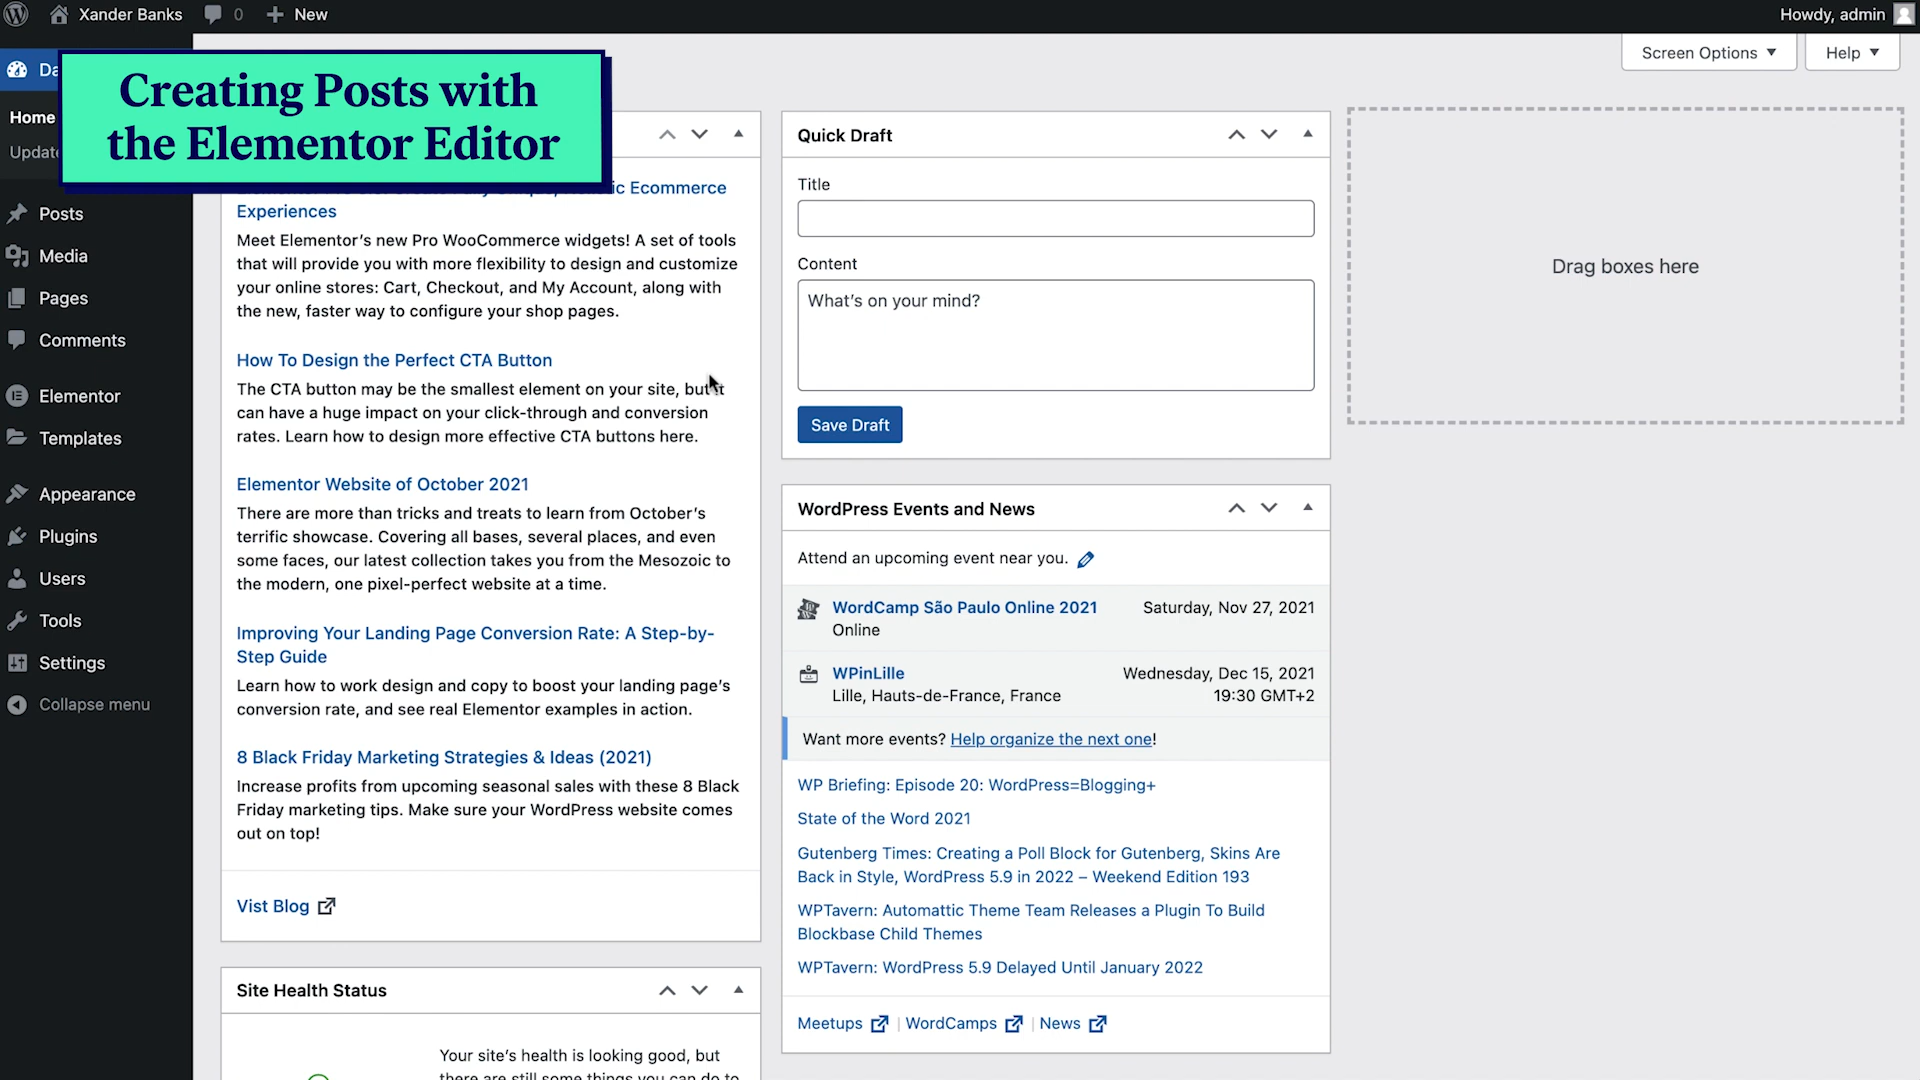 Xander Banks
0
New
Howdy, admin
Screen Options
Help
Creating Posts with
the Elementor Editor
Da
Home
Update
Posts
Media
Pages
Comments
Elementor
Templates
Appearance
Plugins
Users
Tools
Settings
Collapse menu
Ecommerce
Experiences
Meet Elementor's new Pro WooCommerce widgets! A set of tools
that will provide you with more flexibility to design and customize
your online stores: Cart, Checkout, and My Account, along with
the new, faster way to configure your shop pages.
How To Design the Perfect CTA Button
The CTA button may be the smallest element on your site, but it
can have a huge impact on your click-through and conversion
rates. Learn how to design more effective CTA buttons here.
Elementor Website of October 2021
There are more than tricks and treats to learn from October's
terrific showcase. Covering all bases, several places, and even
some faces, our latest collection takes you from the Mesozoic to
the modern, one pixel-perfect website at a time.
Improving Your Landing Page Conversion Rate: A Step-by-
Step Guide
Learn how to work design and copy to boost your landing page's
conversion rate, and see real Elementor examples in action.
8 Black Friday Marketing Strategies & Ideas (2021)
Increase profits from upcoming seasonal sales with these 8 Black
Friday marketing tips. Make sure your WordPress website comes
out on top!
Vist Blog
Site Health Status
Your site's health is looking good, but
there are still some things you can do to
Quick Draft
Title
Content
What's on your mind?
Save Draft
WordPress Events and News
Attend an upcoming event near you.
WordCamp São Paulo Online 2021 Saturday, Nov 27, 2021
Online
WPinLille Wednesday, Dec 15, 2021
Lille, Hauts-de-France, France 19:30 GMT+2
Want more events? Help organize the next one!
WP Briefing: Episode 20: WordPress=Blogging+
State of the Word 2021
Gutenberg Times: Creating a Poll Block for Gutenberg, Skins Are
Back in Style, WordPress 5.9 in 2022 – Weekend Edition 193
WPTavern: Automattic Theme Team Releases a Plugin To Build
Blockbase Child Themes
WPTavern: WordPress 5.9 Delayed Until January 2022
Meetups | WordCamps | News
Drag boxes here